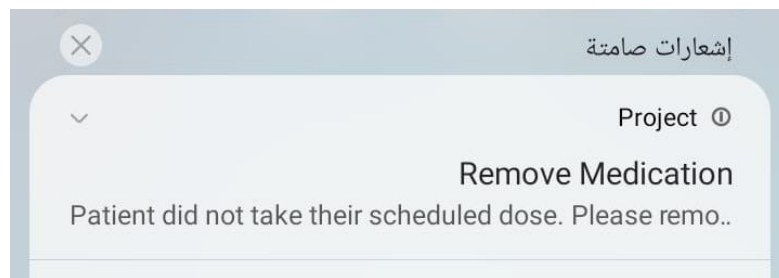 إشعارات صامتة
Project
Remove Medication
Patient did not take their scheduled dose. Please remo..